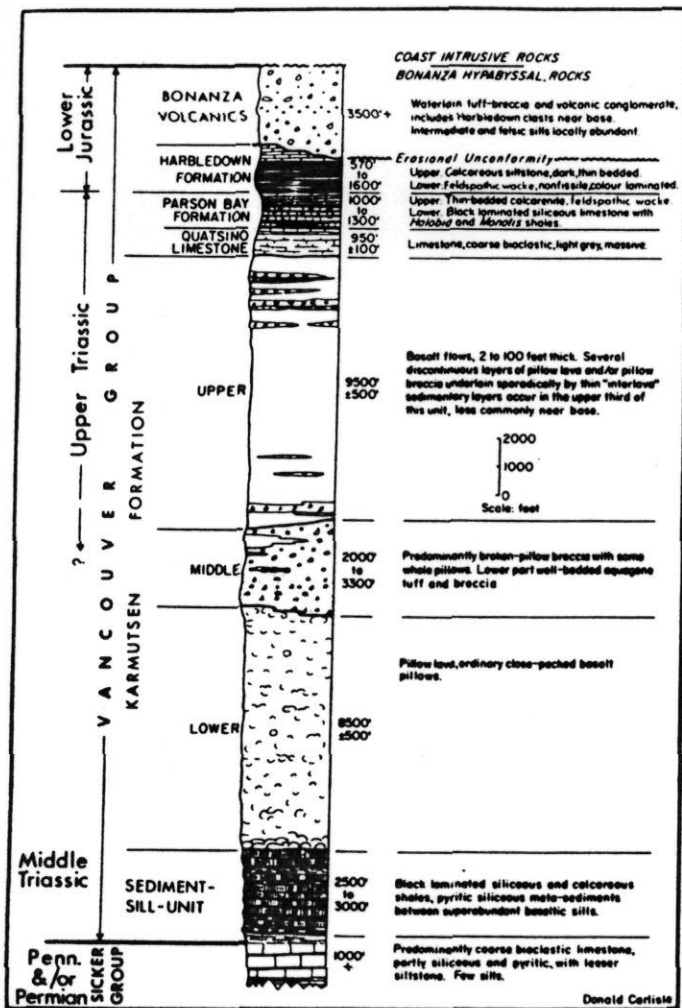 COAST INTRUSIVE ROCKS
BONANZA HYPABYSSAL, ROCKS
Lower
Jurassic
BONANZA
VOLCANICS
3500'+
Waterlain tuff-breccia and volcanic conglomerate,
includes Harbledown clasts near base.
Intermediate and felsic sills locally abundant.
Erosional Unconformity
HARBLEDOWN
FORMATION
570'
to
1600'
Upper: Calcareous siltstone, dark, thin bedded.
Lower: Feldspathic wacke, nonfissile, colour laminated.
PARSON BAY
FORMATION
1000'
to
1300'
Upper: Thin-bedded calcarenite, feldspathic wacke.
Lower: Black laminated siliceous limestone with
Halobia and Monotis shales.
QUATSINO
LIMESTONE
950'
±100'
Limestone, coarse bioclastic, light grey, massive.
Upper Triassic
?
VANCOUVER GROUP
KARMUTSEN FORMATION
UPPER
9500'
±500'
Basalt flows, 2 to 100 feet thick. Several
discontinuous layers of pillow lava and/or pillow
breccia underlain sporadically by thin "interlava"
sedimentary layers occur in the upper third of
this unit, less commonly near base.
2000
1000
0
Scale: feet
MIDDLE
2000'
to
3300'
Predominantly broken-pillow breccia with some
whole pillows. Lower part well-bedded aquagene
tuff and breccia
LOWER
8500'
±500'
Pillow lava, ordinary close-packed basalt
pillows.
Middle
Triassic
SEDIMENT-
SILL-UNIT
2500'
to
3000'
Black laminated siliceous and calcareous
shales, pyritic siliceous meta-sediments
between superabundant basaltic sills.
Penn.
&/or
Permian
SICKER
GROUP
1000'
+
Predominantly coarse bioclastic limestone,
partly siliceous and pyritic, with lesser
siltstone. Few sills.
Donald Carlisle